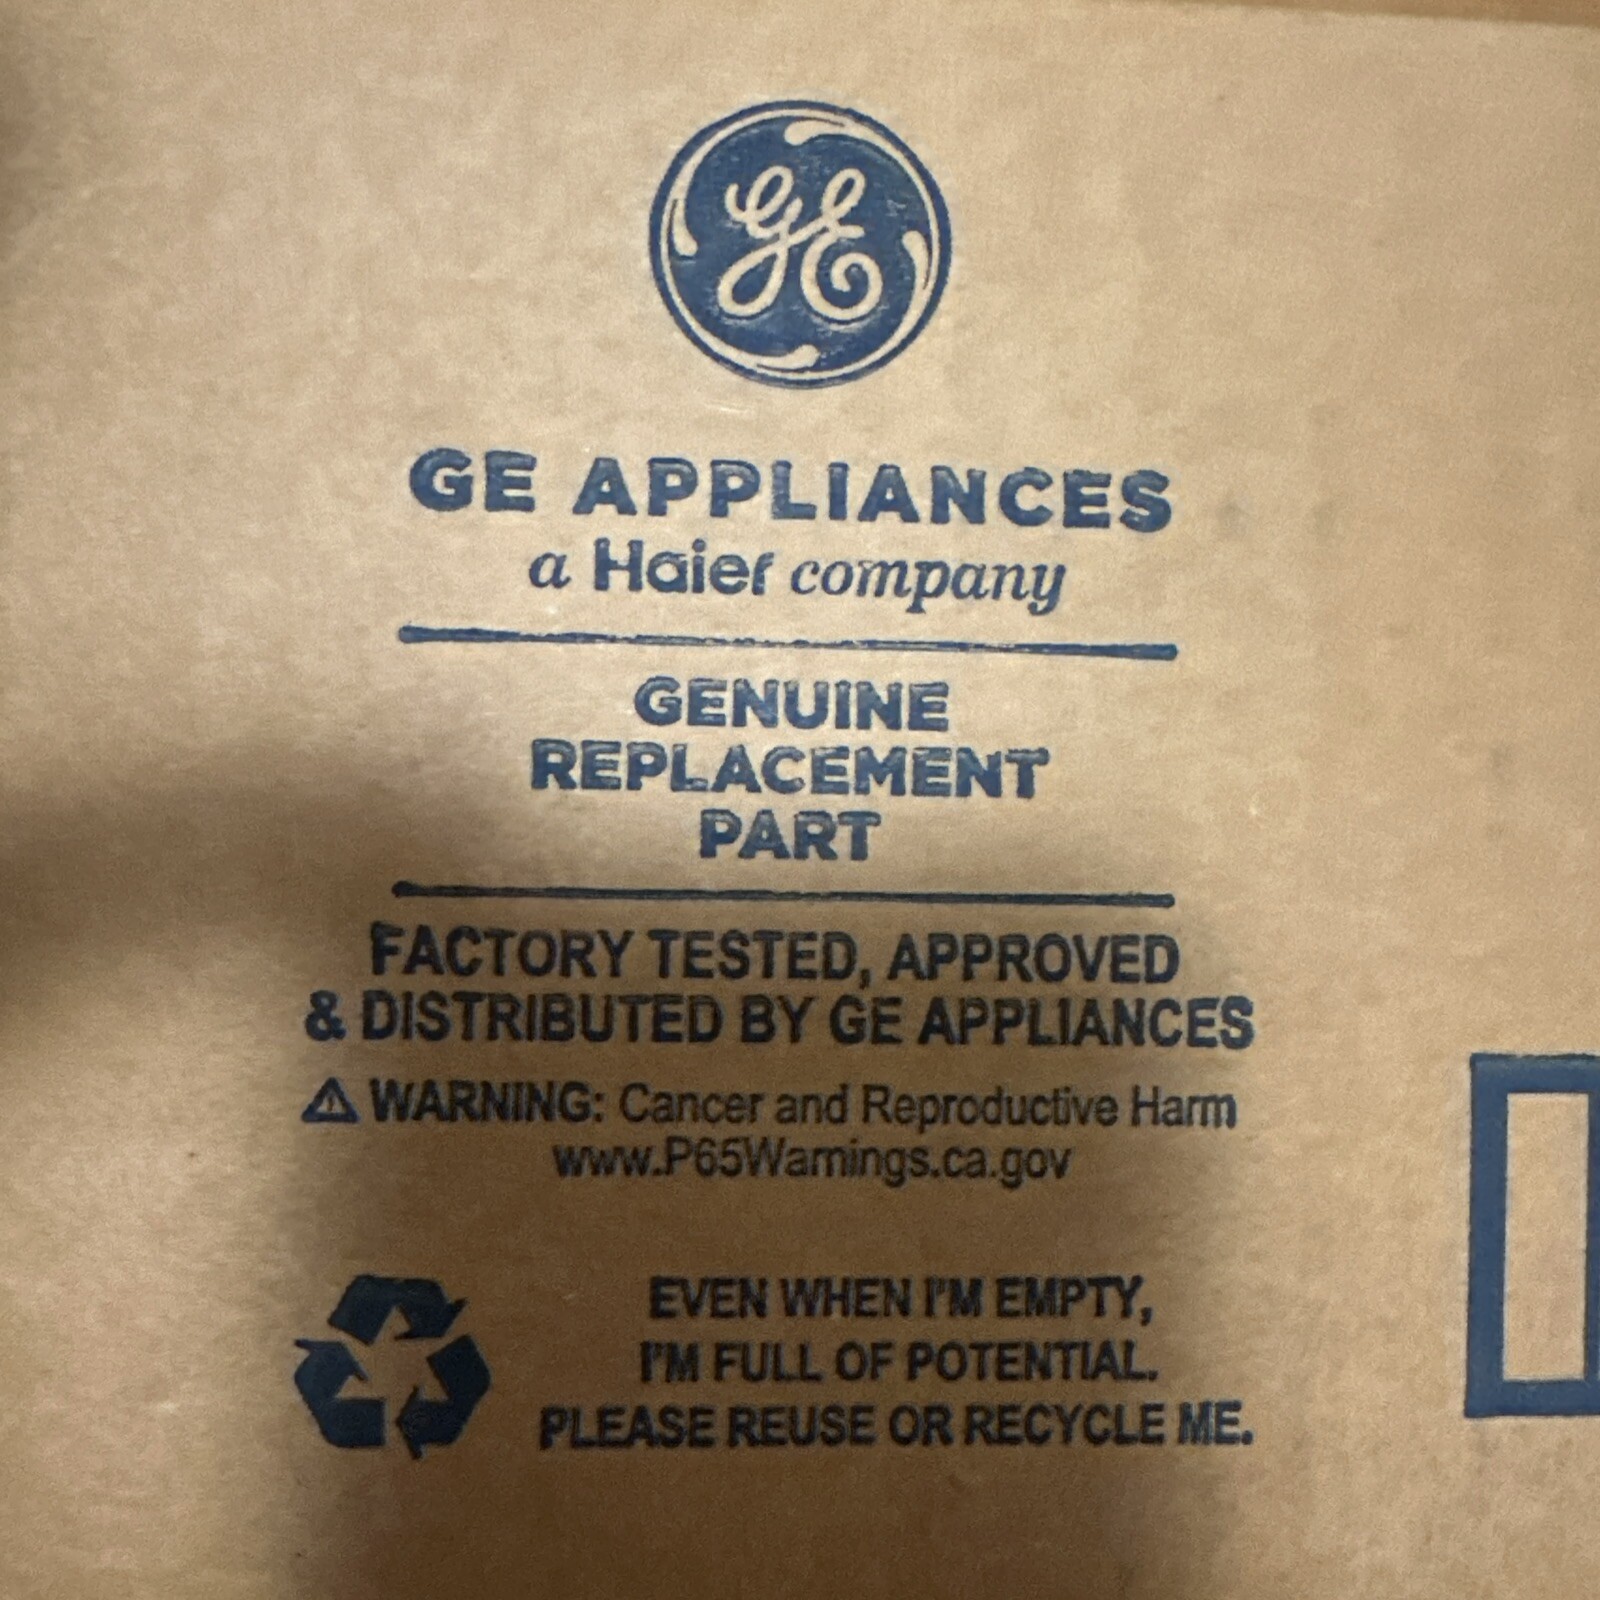 GE
GE APPLIANCES
a Haier company
GENUINE
REPLACEMENT
PART
FACTORY TESTED, APPROVED
& DISTRIBUTED BY GE APPLIANCES
⚠ WARNING: Cancer and Reproductive Harm
www.P65Warnings.ca.gov
EVEN WHEN I'M EMPTY,
I'M FULL OF POTENTIAL.
PLEASE REUSE OR RECYCLE ME.